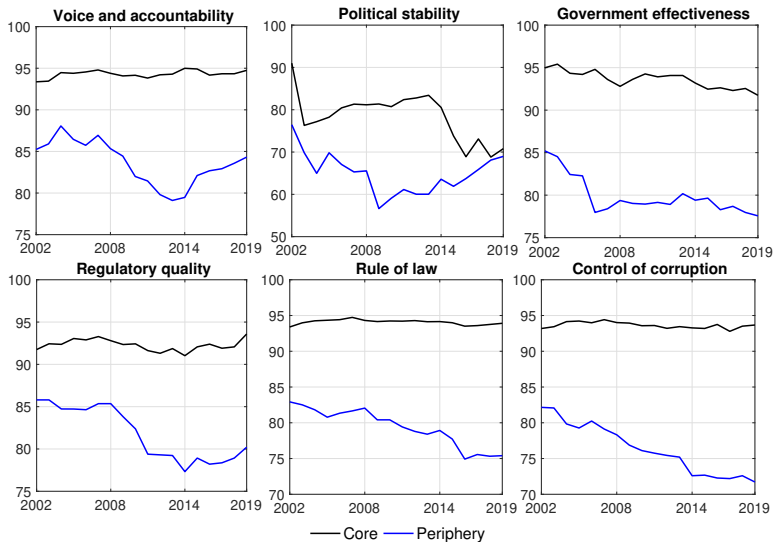 Voice and accountability
100
95
90
85
80
75
2002 2008 2014 2019
Political stability
100
90
80
70
60
50
2002 2008 2014 2019
Government effectiveness
100
95
90
85
80
75
2002 2008 2014 2019
Regulatory quality
100
95
90
85
80
75
2002 2008 2014 2019
Rule of law
100
95
90
85
80
75
70
2002 2008 2014 2019
Control of corruption
100
95
90
85
80
75
70
2002 2008 2014 2019
Core Periphery